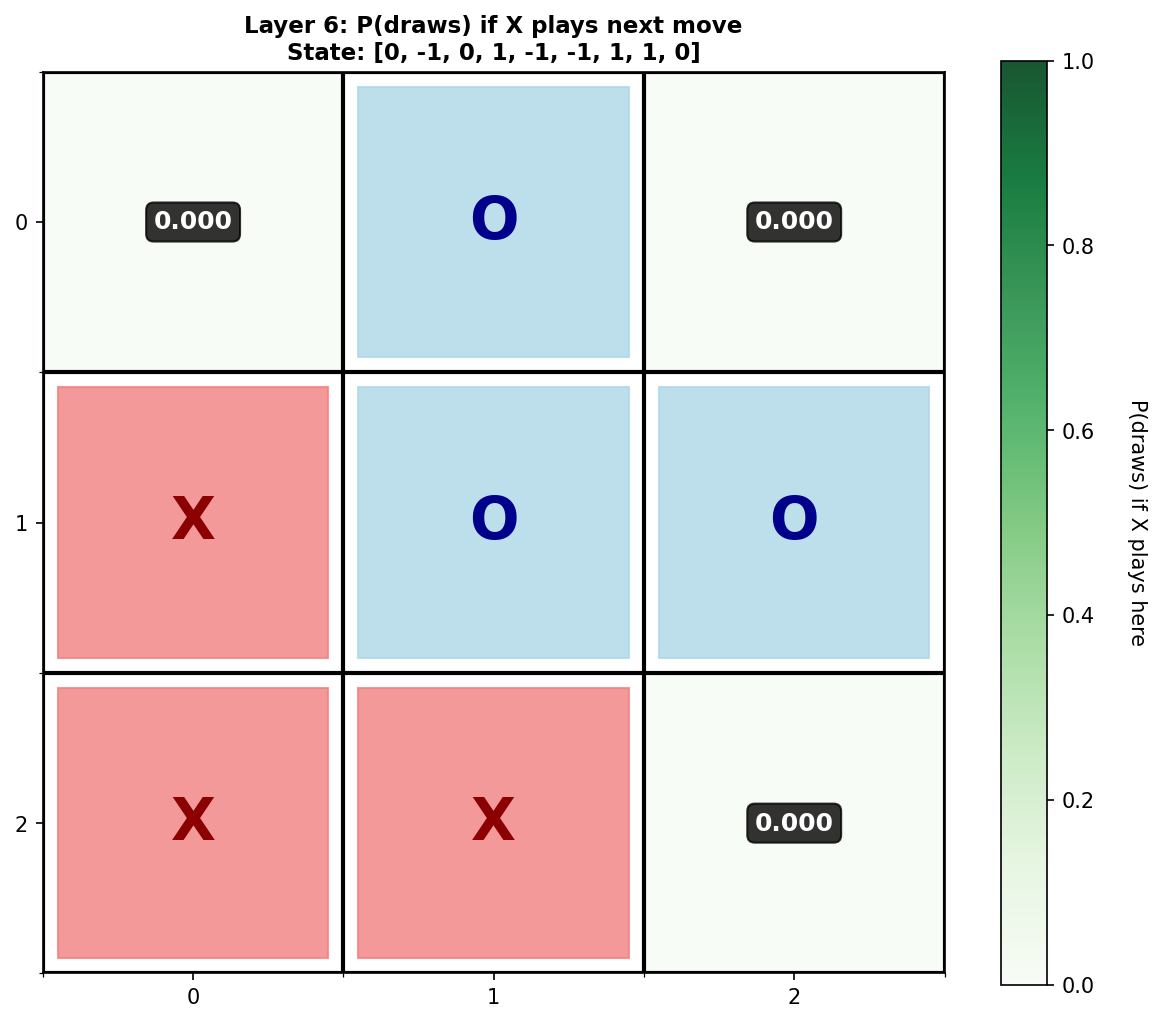 Layer 6: P(draws) if X plays next move
State: [0, -1, 0, 1, -1, -1, 1, 1, 0]
0.000
O
0.000
X
O
O
X
X
0.000
0
1
2
0
1
2
1.0
0.8
0.6
0.4
0.2
0.0
P(draws) if X plays here